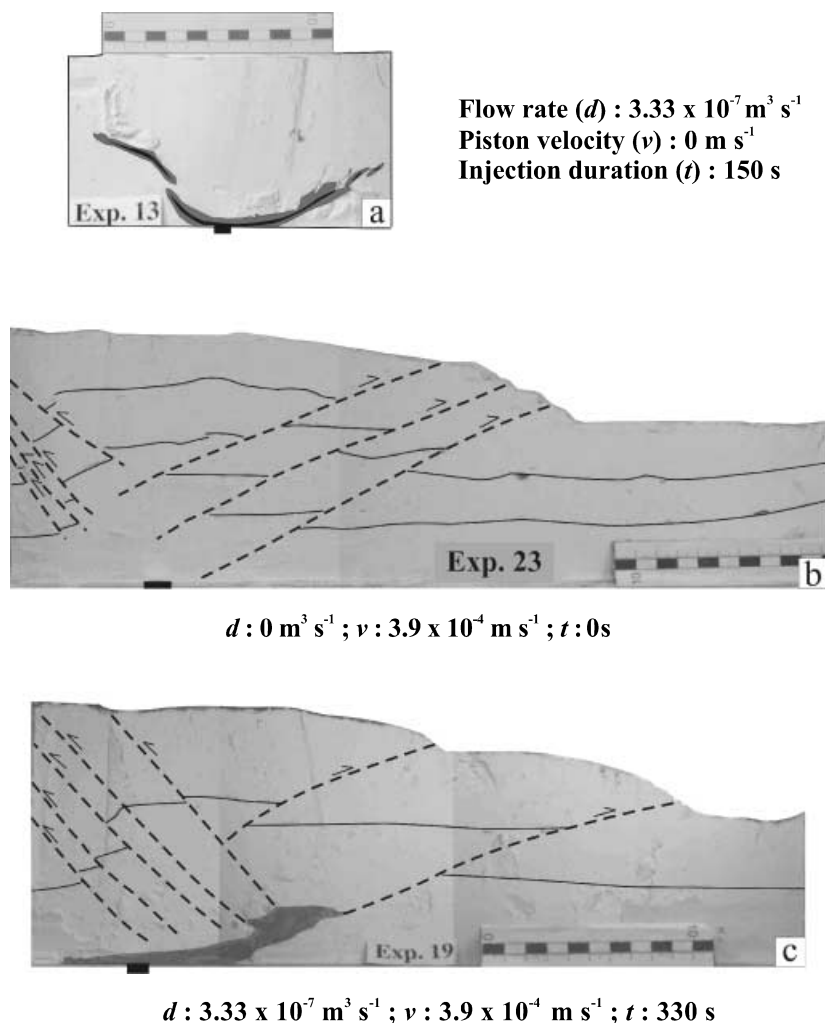 Flow rate (d) : 3.33 x 10⁻⁷ m³ s⁻¹
Piston velocity (v) : 0 m s⁻¹
Injection duration (t) : 150 s
Exp. 13
a
Exp. 23
b
d : 0 m³ s⁻¹ ; v : 3.9 x 10⁻⁴ m s⁻¹ ; t : 0s
Exp. 19
c
d : 3.33 x 10⁻⁷ m³ s⁻¹ ; v : 3.9 x 10⁻⁴ m s⁻¹ ; t : 330 s